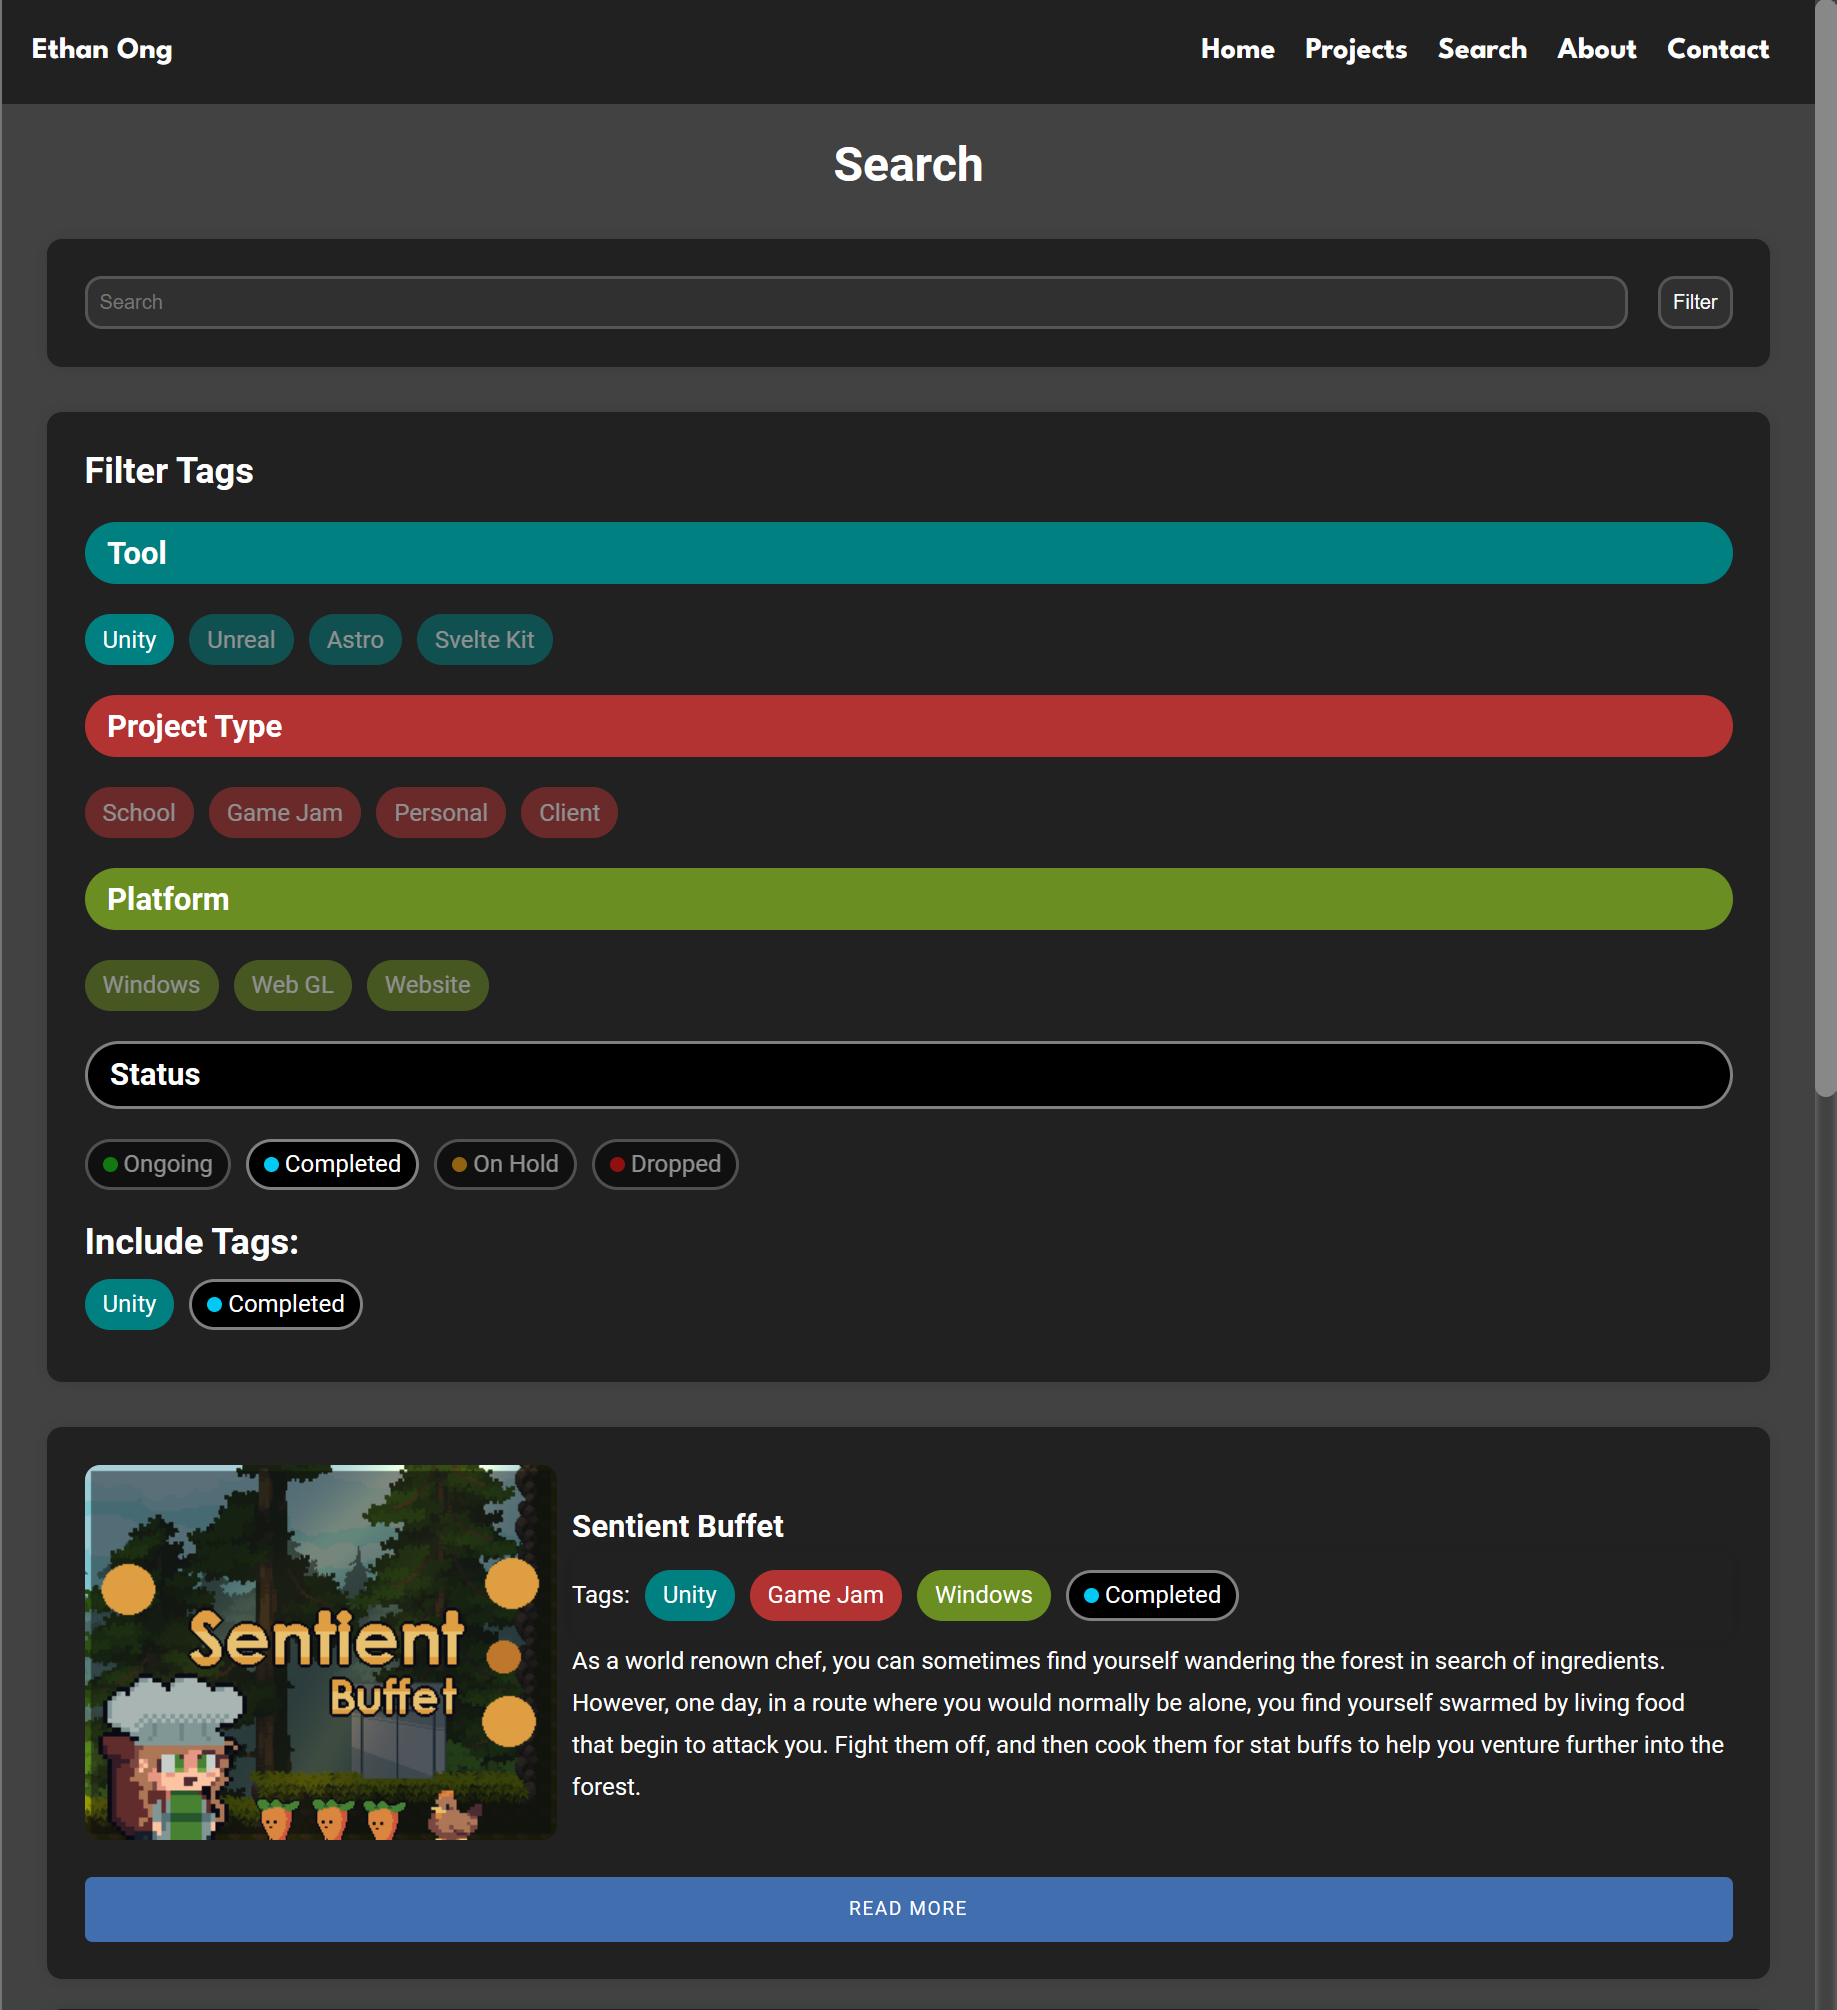 Ethan Ong
Home Projects Search About Contact
Search
Search
Filter
Filter Tags
Tool
Unity Unreal Astro Svelte Kit
Project Type
School Game Jam Personal Client
Platform
Windows Web GL Website
Status
Ongoing Completed On Hold Dropped
Include Tags:
Unity Completed
Sentient
Buffet
Sentient Buffet
Tags: Unity Game Jam Windows Completed
As a world renown chef, you can sometimes find yourself wandering the forest in search of ingredients.
However, one day, in a route where you would normally be alone, you find yourself swarmed by living food
that begin to attack you. Fight them off, and then cook them for stat buffs to help you venture further into the
forest.
READ MORE